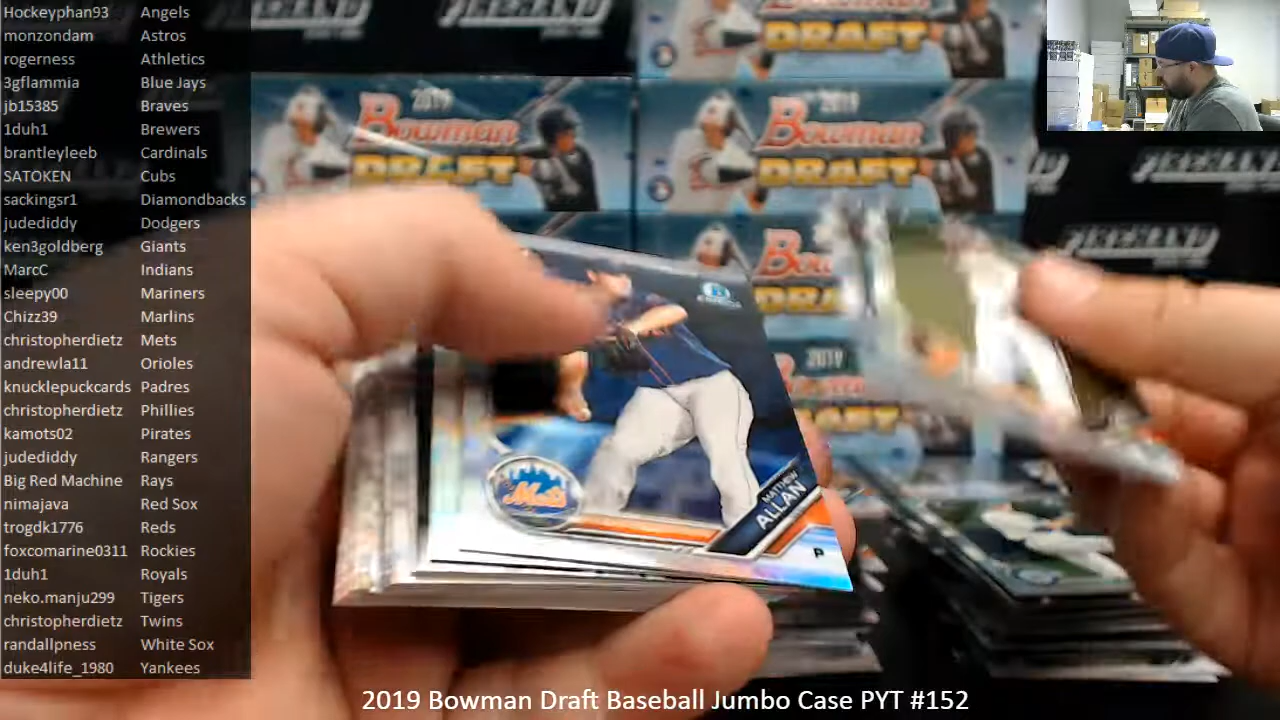 Hockeyphan93 Angels
monzondam Astros
rogerness Athletics
3gflammia Blue Jays
jb15385 Braves
1duh1 Brewers
brantleyleeb Cardinals
SATOKEN Cubs
sackingsr1 Diamondbacks
judediddy Dodgers
ken3goldberg Giants
MarcC Indians
sleepy00 Mariners
Chizz39 Marlins
christopherdietz Mets
andrewla11 Orioles
knucklepuckcards Padres
christopherdietz Phillies
kamots02 Pirates
judediddy Rangers
Big Red Machine Rays
nimajava Red Sox
trogdk1776 Reds
foxcomarine0311 Rockies
1duh1 Royals
neko.manju299 Tigers
christopherdietz Twins
randallpness White Sox
duke4life_1980 Yankees
DRAFT
2019
Bowman
DRAFT
2019
Bowman
DRAFT
2019
Mets
MATTHEW
ALLAN
P
2019 Bowman Draft Baseball Jumbo Case PYT #152